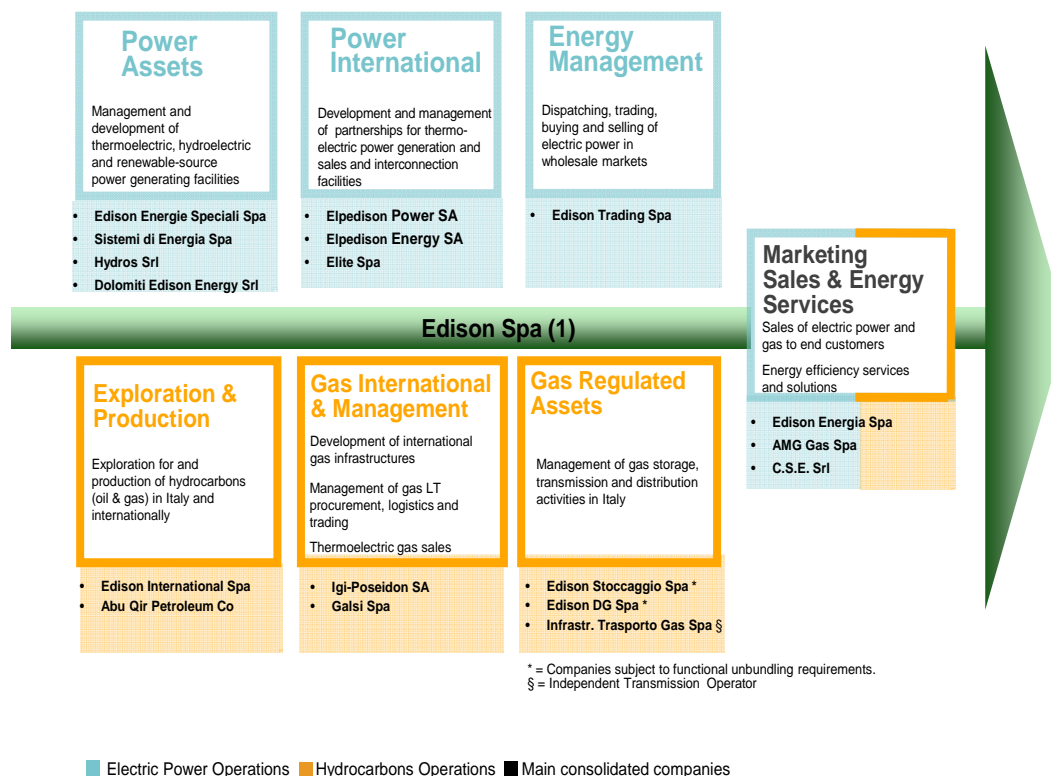 Power
Assets
Management and
development of
thermoelectric, hydroelectric
and renewable-source
power generating facilities
• Edison Energie Speciali Spa
• Sistemi di Energia Spa
• Hydros Srl
• Dolomiti Edison Energy Srl
Power
International
Development and management
of partnerships for thermo-
electric power generation and
sales and interconnection
facilities
• Elpedison Power SA
• Elpedison Energy SA
• Elite Spa
Energy
Management
Dispatching, trading,
buying and selling of
electric power in
wholesale markets
• Edison Trading Spa
Marketing
Sales & Energy
Services
Sales of electric power and
gas to end customers
Energy efficiency services
and solutions
• Edison Energia Spa
• AMG Gas Spa
• C.S.E. Srl
Edison Spa (1)
Exploration &
Production
Exploration for and
production of hydrocarbons
(oil & gas) in Italy and
internationally
• Edison International Spa
• Abu Qir Petroleum Co
Gas International
& Management
Development of international
gas infrastructures
Management of gas LT
procurement, logistics and
trading
Thermoelectric gas sales
• Igi-Poseidon SA
• Galsi Spa
Gas Regulated
Assets
Management of gas storage,
transmission and distribution
activities in Italy
• Edison Stoccaggio Spa *
• Edison DG Spa *
• Infrastr. Trasporto Gas Spa §
* = Companies subject to functional unbundling requirements.
§ = Independent Transmission Operator
Electric Power Operations Hydrocarbons Operations Main consolidated companies